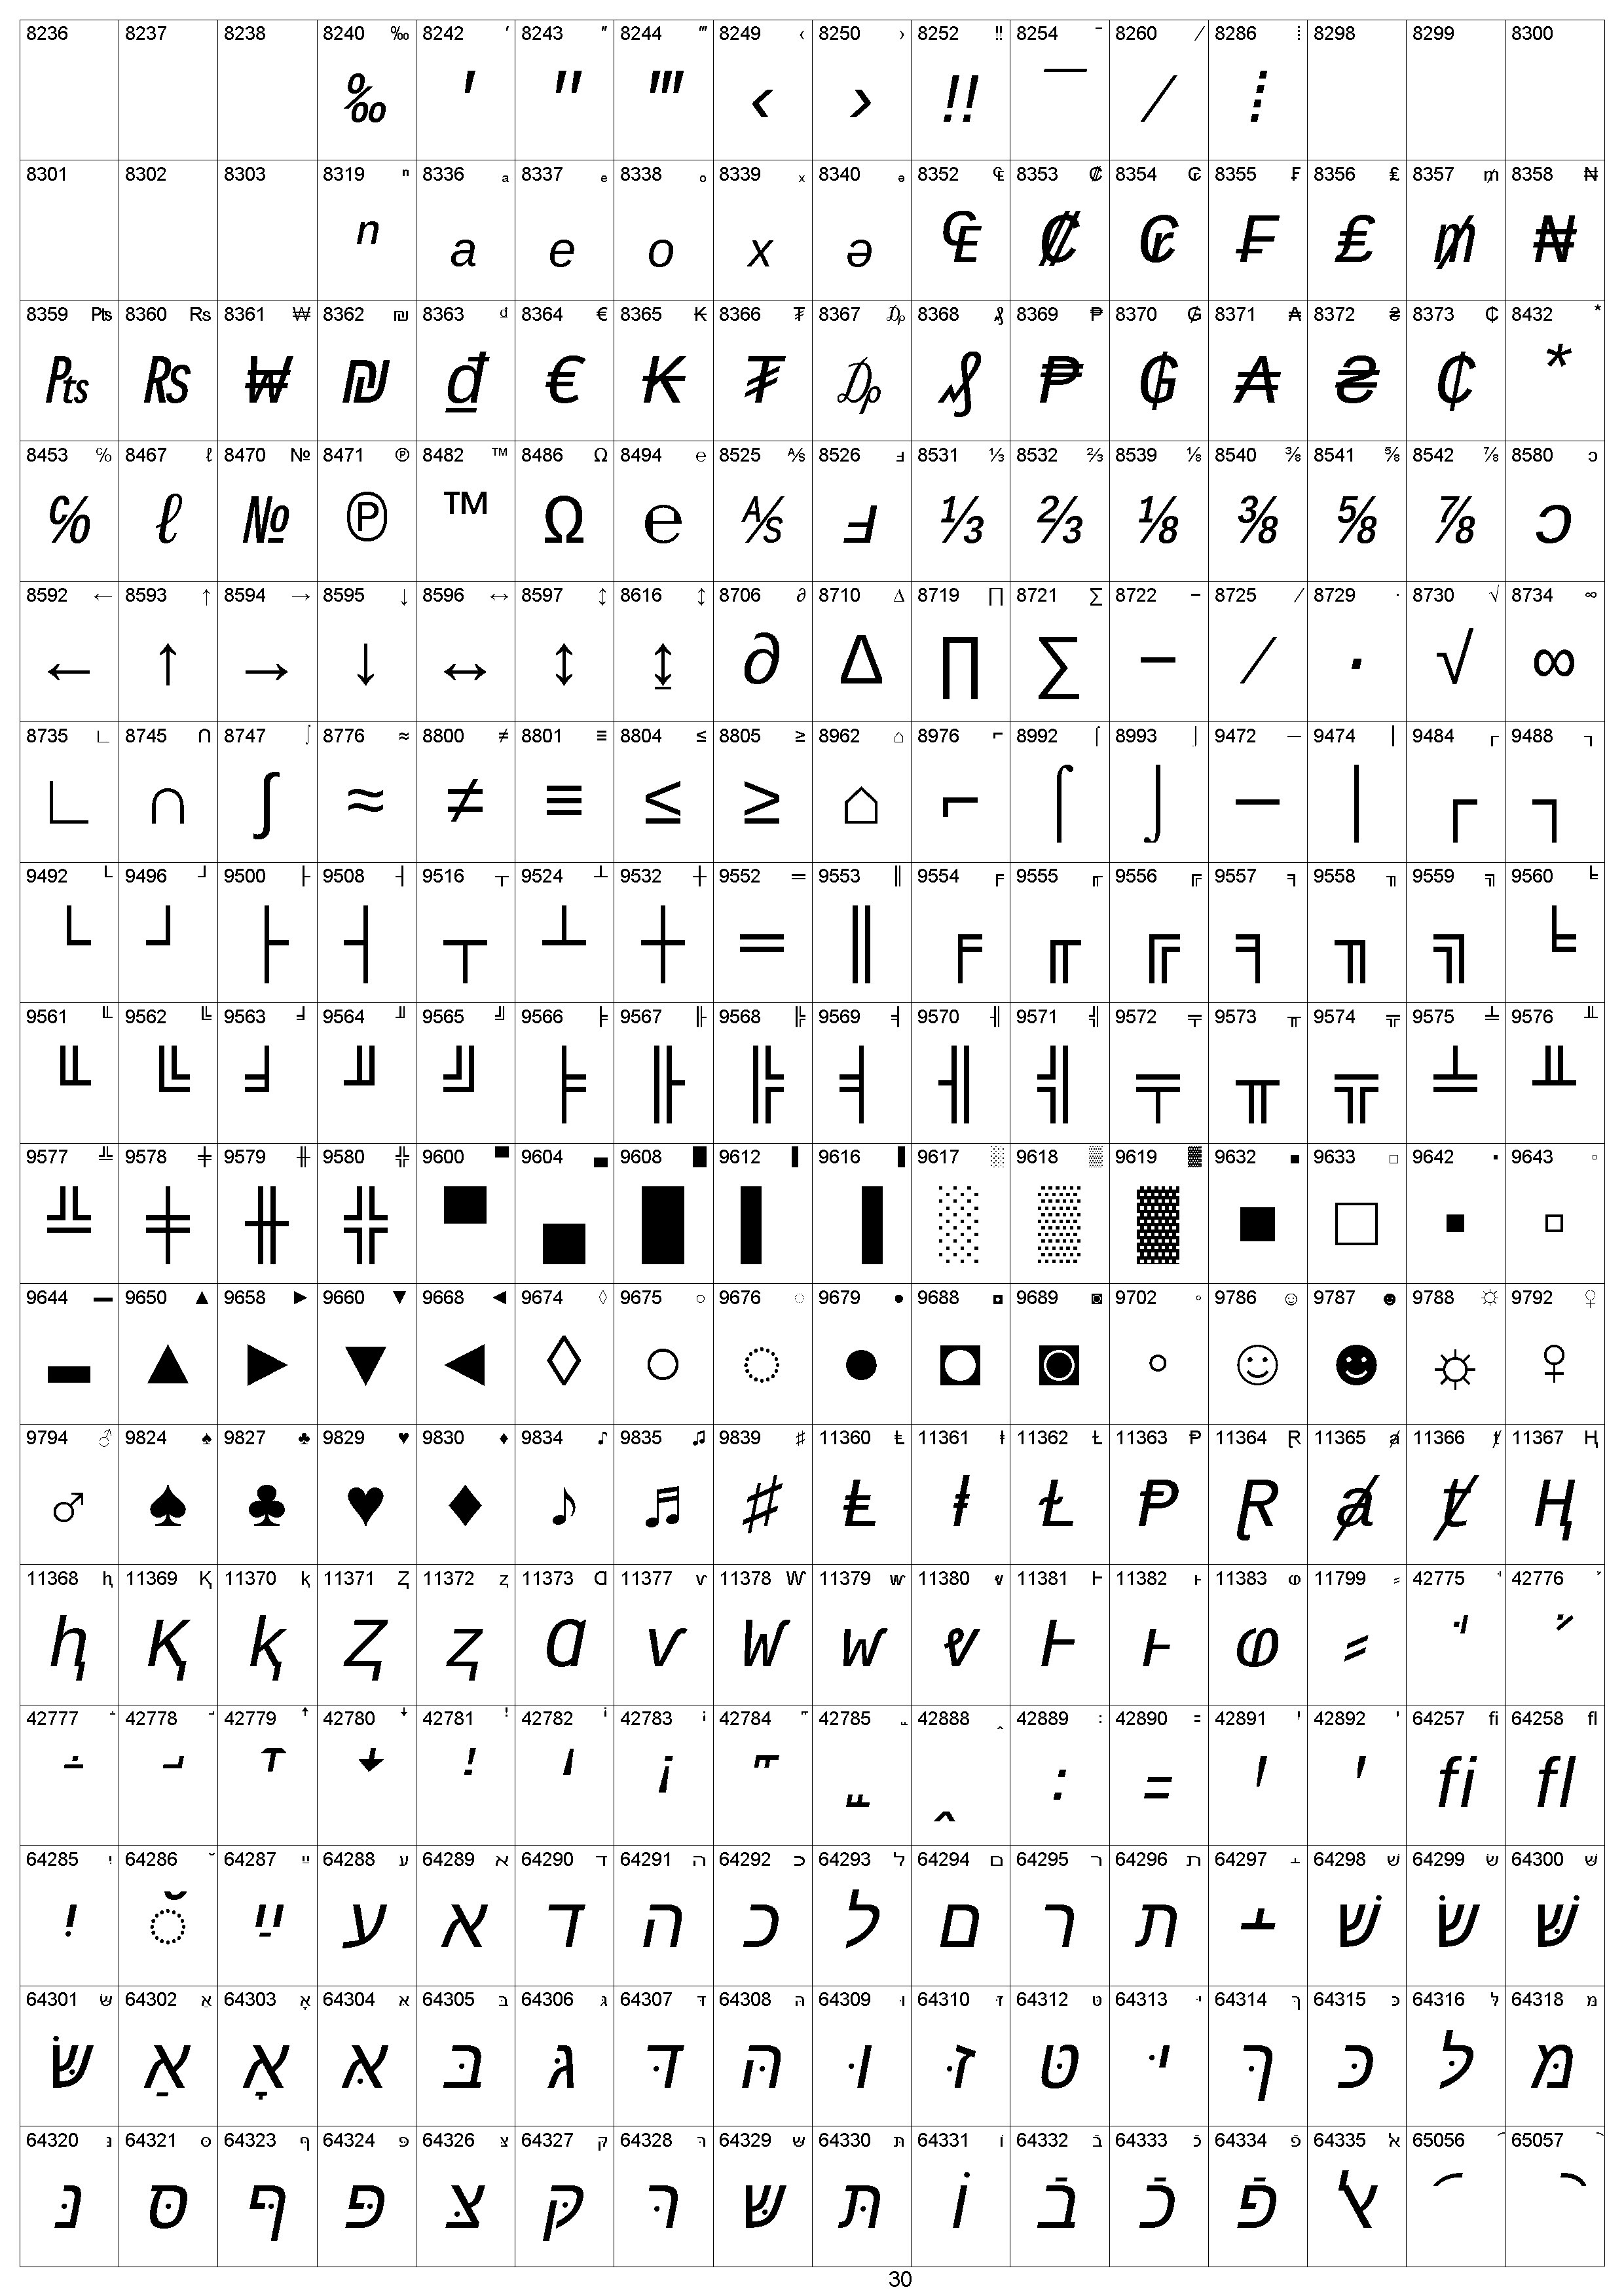 8236 8237 8238 8240 ‰ 8242 ′ 8243 ″ 8244 ‴ 8249 ‹ 8250 › 8252 ‼ 8254 ‾ 8260 ⁄ 8286 ⁞ 8298 8299 8300
‰ ′ ″ ‴ ‹ › ‼ ‾ ⁄ ⁞
8301 8302 8303 8319 ⁿ 8336 ₐ 8337 ₑ 8338 ₒ 8339 ₓ 8340 ₔ 8352 ₠ 8353 ₡ 8354 ₢ 8355 ₣ 8356 ₤ 8357 ₥ 8358 ₦
ⁿ ₐ ₑ ₒ ₓ ₔ ₠ ₡ ₢ ₣ ₤ ₥ ₦
8359 ₧ 8360 ₨ 8361 ₩ 8362 ₪ 8363 ₫ 8364 € 8365 ₭ 8366 ₮ 8367 ₯ 8368 ₰ 8369 ₱ 8370 ₲ 8371 ₳ 8372 ₴ 8373 ₵ 8432 ⃰
₧ ₨ ₩ ₪ ₫ € ₭ ₮ ₯ ₰ ₱ ₲ ₳ ₴ ₵ ⃰
8453 ℅ 8467 ℓ 8470 № 8471 ℗ 8482 ™ 8486 Ω 8494 ℮ 8525 ⅍ 8526 ⅎ 8531 ⅓ 8532 ⅔ 8539 ⅛ 8540 ⅜ 8541 ⅝ 8542 ⅞ 8580 ↄ
℅ ℓ № ℗ ™ Ω ℮ ⅍ ⅎ ⅓ ⅔ ⅛ ⅜ ⅝ ⅞ ↄ
8592 ← 8593 ↑ 8594 → 8595 ↓ 8596 ↔ 8597 ↕ 8616 ↨ 8706 ∂ 8710 ∆ 8719 ∏ 8721 ∑ 8722 − 8725 ∕ 8729 ∙ 8730 √ 8734 ∞
← ↑ → ↓ ↔ ↕ ↨ ∂ ∆ ∏ ∑ − ∕ ∙ √ ∞
8735 ∟ 8745 ∩ 8747 ∫ 8776 ≈ 8800 ≠ 8801 ≡ 8804 ≤ 8805 ≥ 8962 ⌂ 8976 ⌐ 8992 ⌠ 8993 ⌡ 9472 ─ 9474 │ 9484 ┌ 9488 ┐
∟ ∩ ∫ ≈ ≠ ≡ ≤ ≥ ⌂ ⌐ ⌠ ⌡ ─ │ ┌ ┐
9492 └ 9496 ┘ 9500 ├ 9508 ┤ 9516 ┬ 9524 ┴ 9532 ┼ 9552 ═ 9553 ║ 9554 ╒ 9555 ╓ 9556 ╔ 9557 ╕ 9558 ╖ 9559 ╗ 9560 ╘
└ ┘ ├ ┤ ┬ ┴ ┼ ═ ║ ╒ ╓ ╔ ╕ ╖ ╗ ╘
9561 ╙ 9562 ╚ 9563 ╛ 9564 ╜ 9565 ╝ 9566 ╞ 9567 ╟ 9568 ╠ 9569 ╡ 9570 ╢ 9571 ╣ 9572 ╤ 9573 ╥ 9574 ╦ 9575 ╧ 9576 ╨
╙ ╚ ╛ ╜ ╝ ╞ ╟ ╠ ╡ ╢ ╣ ╤ ╥ ╦ ╧ ╨
9577 ╩ 9578 ╪ 9579 ╫ 9580 ╬ 9600 ▀ 9604 ▄ 9608 █ 9612 ▌ 9616 ▐ 9617 ░ 9618 ▒ 9619 ▓ 9632 ■ 9633 □ 9642 ▪ 9643 ▫
╩ ╪ ╫ ╬ ▀ ▄ █ ▌ ▐ ░ ▒ ▓ ■ □ ▪ ▫
9644 ▬ 9650 ▲ 9658 ► 9660 ▼ 9668 ◄ 9674 ◊ 9675 ○ 9676 ◌ 9679 ● 9688 ◘ 9689 ◙ 9702 ◦ 9786 ☺ 9787 ☻ 9788 ☼ 9792 ♀
▬ ▲ ► ▼ ◄ ◊ ○ ◌ ● ◘ ◙ ◦ ☺ ☻ ☼ ♀
9794 ♂ 9824 ♠ 9827 ♣ 9829 ♥ 9830 ♦ 9834 ♪ 9835 ♫ 9839 ♯ 11360 Ⱡ 11361 ⱡ 11362 Ɫ 11363 Ᵽ 11364 Ɽ 11365 ⱥ 11366 ⱦ 11367 Ⱨ
♂ ♠ ♣ ♥ ♦ ♪ ♫ ♯ Ⱡ ⱡ Ɫ Ᵽ Ɽ ⱥ ⱦ Ⱨ
11368 ⱨ 11369 Ⱪ 11370 ⱪ 11371 Ⱬ 11372 ⱬ 11373 Ɑ 11377 ⱱ 11378 Ⱳ 11379 ⱳ 11380 ⱴ 11381 Ⱶ 11382 ⱶ 11383 ⱷ 11799 ⸗ 42775 ꜗ 42776 ꜘ
ⱨ Ⱪ ⱪ Ⱬ ⱬ Ɑ ⱱ Ⱳ ⱳ ⱴ Ⱶ ⱶ ⱷ ⸗ ꜗ ꜘ
42777 ꜙ 42778 ꜚ 42779 ꜛ 42780 ꜜ 42781 ꜝ 42782 ꜞ 42783 ꜟ 42784 ꜠ 42785 ꜡ 42888 ꞈ 42889 ꞉ 42890 ꞊ 42891 Ꞌ 42892 ꞌ 64257 ﬁ 64258 ﬂ
ꜙ ꜚ ꜛ ꜜ ꜝ ꜞ ꜟ ꜠ ꜡ ꞈ ꞉ ꞊ Ꞌ ꞌ ﬁ ﬂ
64285 יִ 64286 ﬞ 64287 ײַ 64288 ﬠ 64289 ﬡ 64290 ﬢ 64291 ﬣ 64292 ﬤ 64293 ﬥ 64294 ﬦ 64295 ﬧ 64296 ﬨ 64297 ﬩ 64298 שׁ 64299 שׂ 64300 שּׁ
יִ ◌ﬞ ײַ ﬠ ﬡ ﬢ ﬣ ﬤ ﬥ ﬦ ﬧ ﬨ ﬩ שׁ שׂ שּׁ
64301 שּׂ 64302 אַ 64303 אָ 64304 אּ 64305 בּ 64306 גּ 64307 דּ 64308 הּ 64309 וּ 64310 זּ 64312 טּ 64313 יּ 64314 ךּ 64315 כּ 64316 לּ 64318 מּ
שּׂ אַ אָ אּ בּ גּ דּ הּ וּ זּ טּ יּ ךּ כּ לּ מּ
64320 נּ 64321 סּ 64323 ףּ 64324 פּ 64326 צּ 64327 קּ 64328 רּ 64329 שּ 64330 תּ 64331 וֹ 64332 בֿ 64333 כֿ 64334 פֿ 64335 ﭏ 65056 ︠ 65057 ︡
נּ סּ ףּ פּ צּ קּ רּ שּ תּ וֹ בֿ כֿ פֿ ﭏ ︠ ︡
30